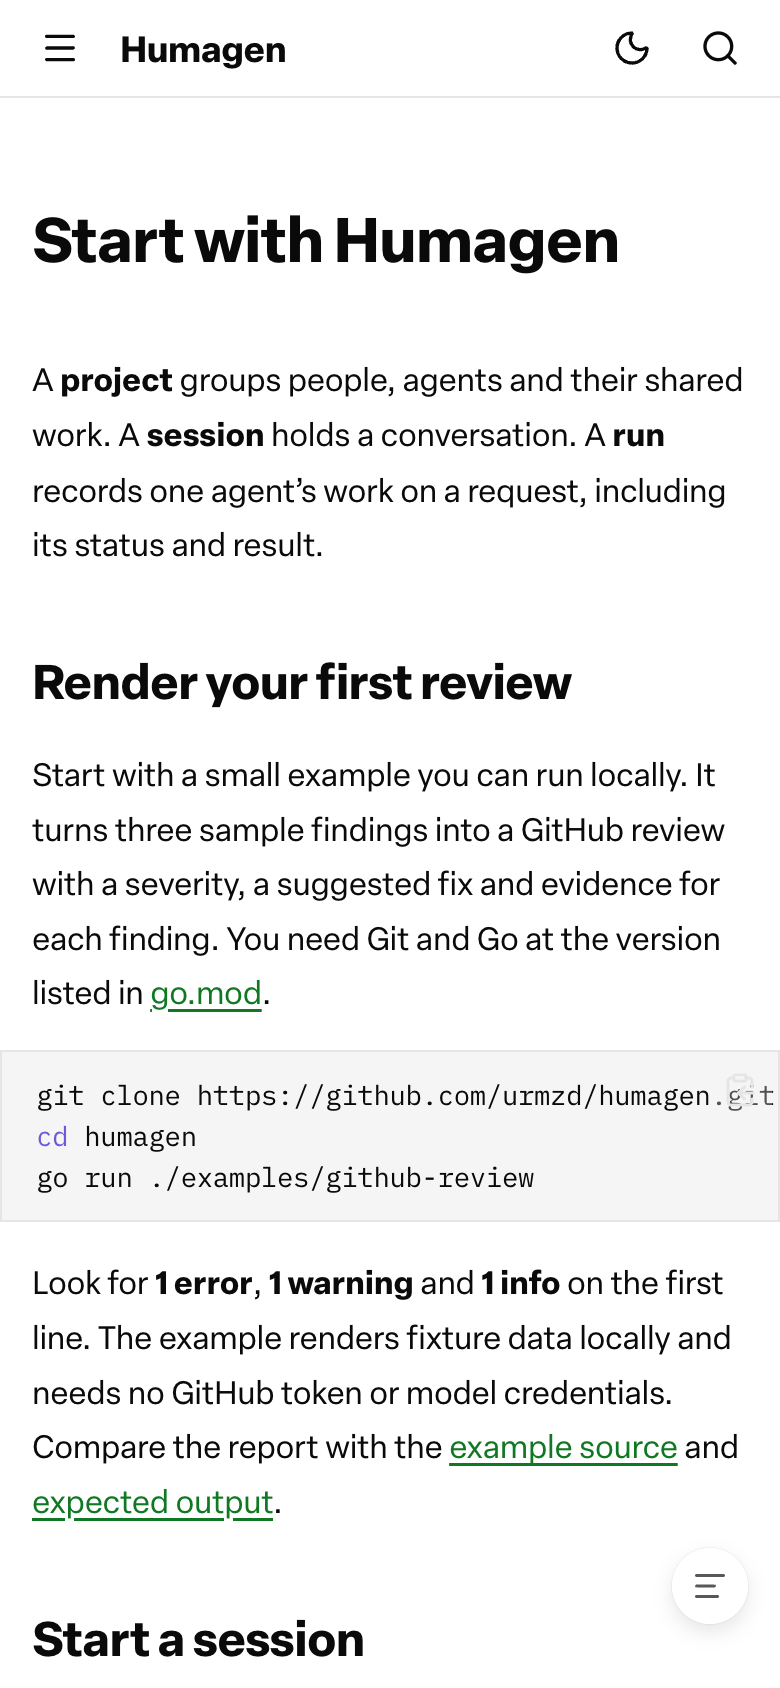 Humagen
Start with Humagen
A project groups people, agents and their shared
work. A session holds a conversation. A run
records one agent’s work on a request, including
its status and result.
Render your first review
Start with a small example you can run locally. It
turns three sample findings into a GitHub review
with a severity, a suggested fix and evidence for
each finding. You need Git and Go at the version
listed in go.mod.
git clone https://github.com/urmzd/humagen.git
cd humagen
go run ./examples/github-review
Look for 1 error, 1 warning and 1 info on the first
line. The example renders fixture data locally and
needs no GitHub token or model credentials.
Compare the report with the example source and
expected output.
Start a session